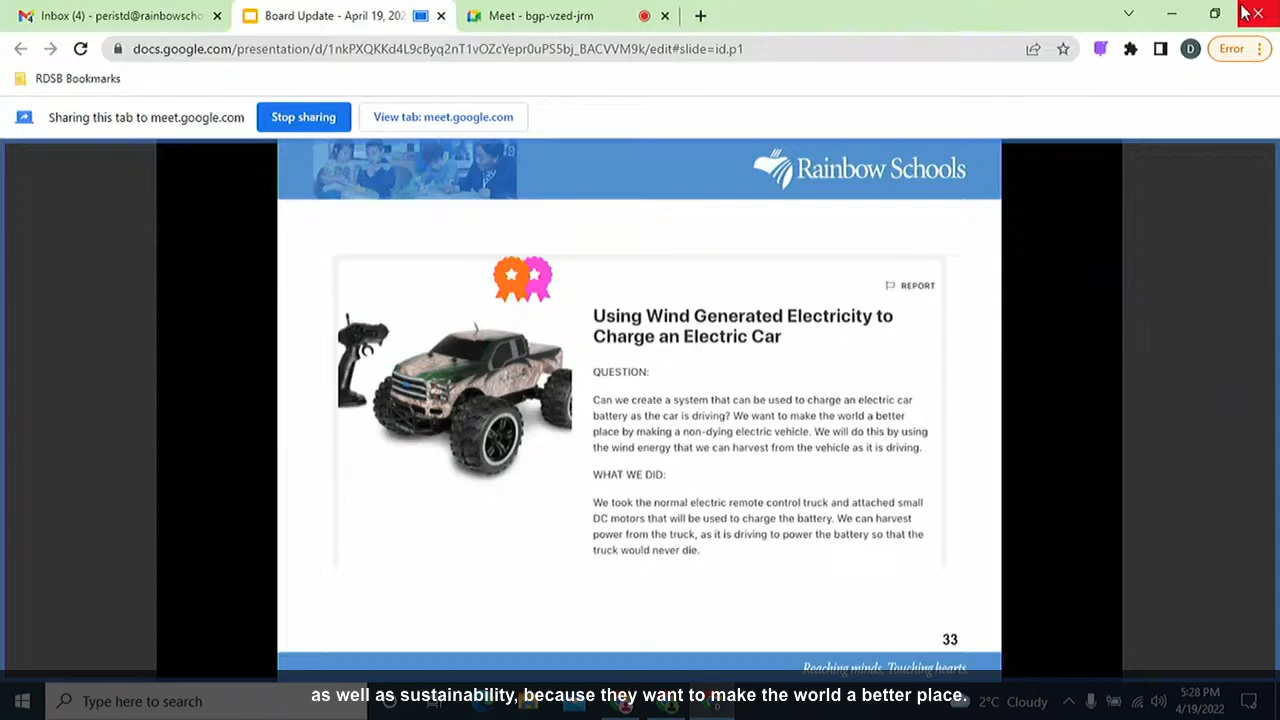 Inbox (4) - peristd@rainbowscho
Board Update - April 19, 202
Meet - bgp-vzed-jrm
docs.google.com/presentation/d/1nkPXQKKd4L9cByq2nT1vOZcYepr0uPS5bj_BACVVM9k/edit#slide=id.p1
D
Error
RDSB Bookmarks
Sharing this tab to meet.google.com
Stop sharing
View tab: meet.google.com
Rainbow Schools
REPORT
Using Wind Generated Electricity to
Charge an Electric Car
QUESTION:
Can we create a system that can be used to charge an electric car
battery as the car is driving? We want to make the world a better
place by making a non-dying electric vehicle. We will do this by using
the wind energy that we can harvest from the vehicle as it is driving.
WHAT WE DID:
We took the normal electric remote control truck and attached small
DC motors that will be used to charge the battery. We can harvest
power from the truck, as it is driving to power the battery so that the
truck would never die.
33
Reaching minds. Touching hearts.
as well as sustainability, because they want to make the world a better place.
Type here to search
2°C Cloudy
5:28 PM
4/19/2022